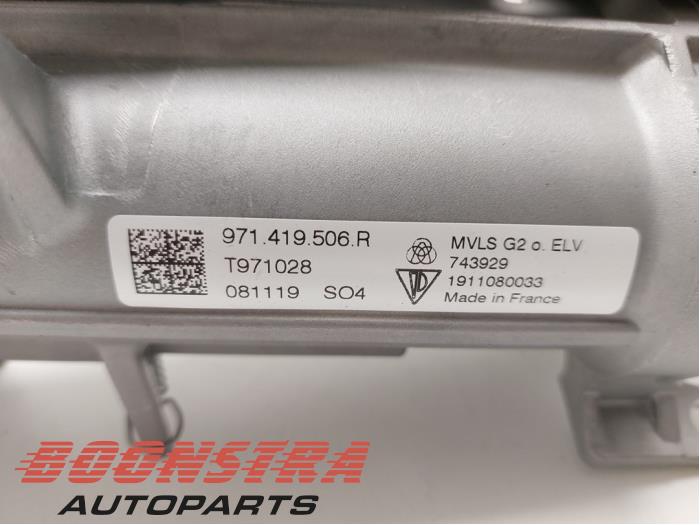 971.419.506.R
T971028
081119 SO4
MVLS G2 o. ELV
743929
1911080033
Made in France
BOONSTRA
AUTOPARTS